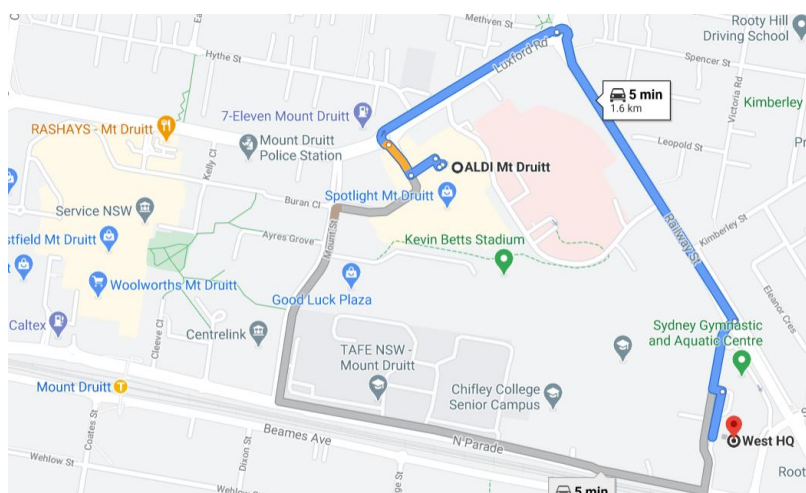 Methven St
Rooty Hill
Driving School
Hythe St
Luxford Rd
Spencer St
5 min
1.6 km
Victoria Rd
Kimberley
7-Eleven Mount Druitt
RASHAYS - Mt Druitt
Mount Druitt
Police Station
Kelly Cl
Leopold St
ALDI Mt Druitt
Spotlight Mt Druitt
Buran Cl
Service NSW
Mount St
Railway St
Kimberley St
stfield Mt Druitt
Ayres Grove
Kevin Betts Stadium
Woolworths Mt Druitt
Good Luck Plaza
Eleanor Cres
Caltex
Cleeve Cl
Centrelink
Sydney Gymnastic
and Aquatic Centre
TAFE NSW -
Mount Druitt
Mount Druitt
T
Chifley College
Senior Campus
Coates St
Beames Ave
N Parade
West HQ
Wehlow St
Dixon St
Root
5 min